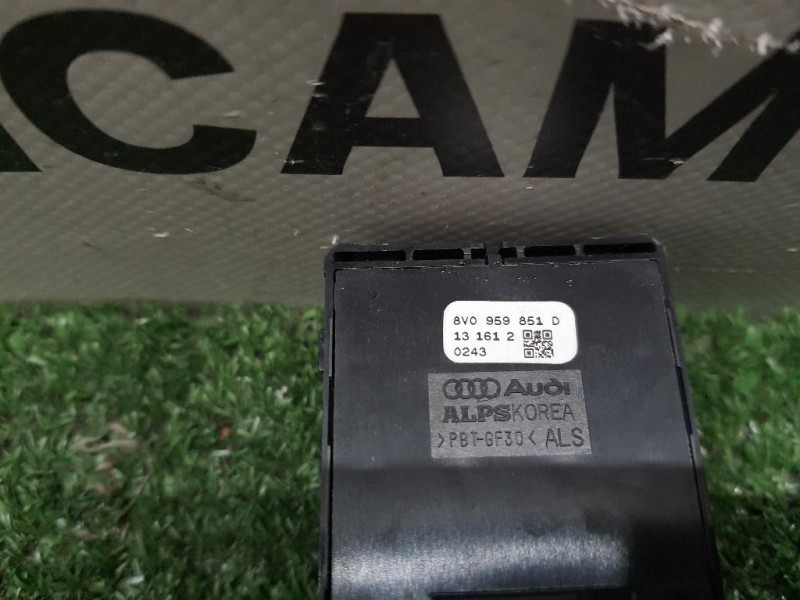 ACAM
8V0 959 851 D
13 161 2
0243
Audi
ALPSKOREA
>PBT-GF30< ALS